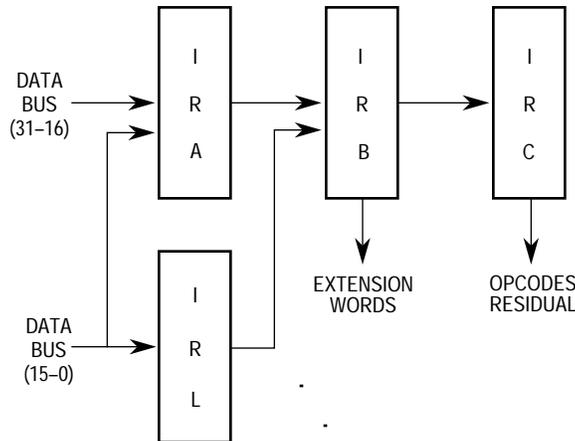 DATA
BUS
(31–16)
I
R
A
I
R
B
I
R
C
EXTENSION
WORDS
OPCODES
RESIDUAL
DATA
BUS
(15–0)
I
R
L